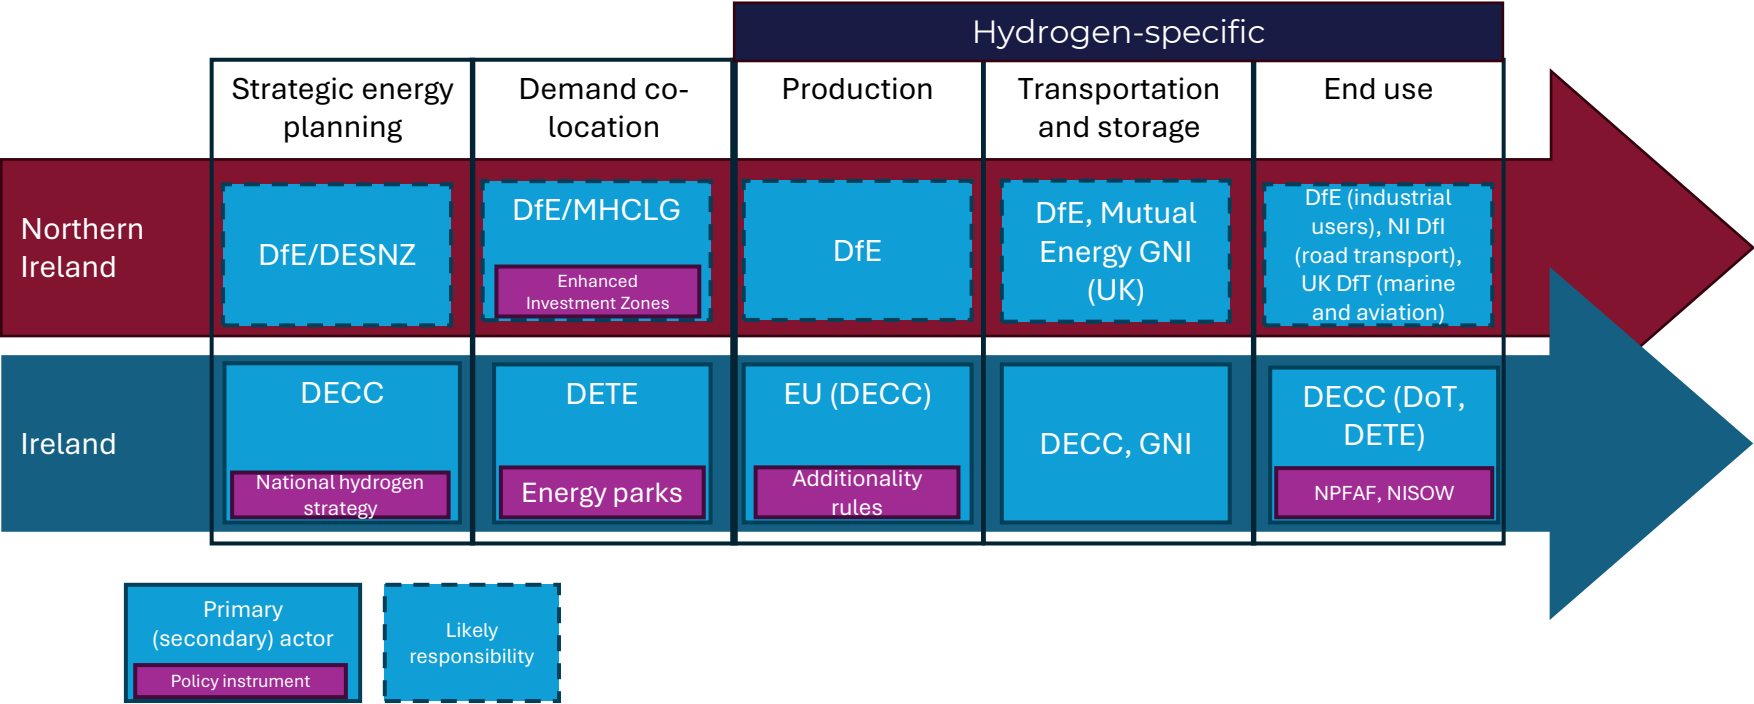 Hydrogen-specific
Strategic energy
planning
Demand co-
location
Production
Transportation
and storage
End use
Northern
Ireland
DfE/DESNZ
DfE/MHCLG
Enhanced
Investment Zones
DfE
DfE, Mutual
Energy GNI
(UK)
DfE (industrial
users), NI DfI
(road transport),
UK DfT (marine
and aviation)
Ireland
DECC
National hydrogen
strategy
DETE
Energy parks
EU (DECC)
Additionality
rules
DECC, GNI
DECC (DoT,
DETE)
NPFAF, NISOW
Primary
(secondary) actor
Policy instrument
Likely
responsibility